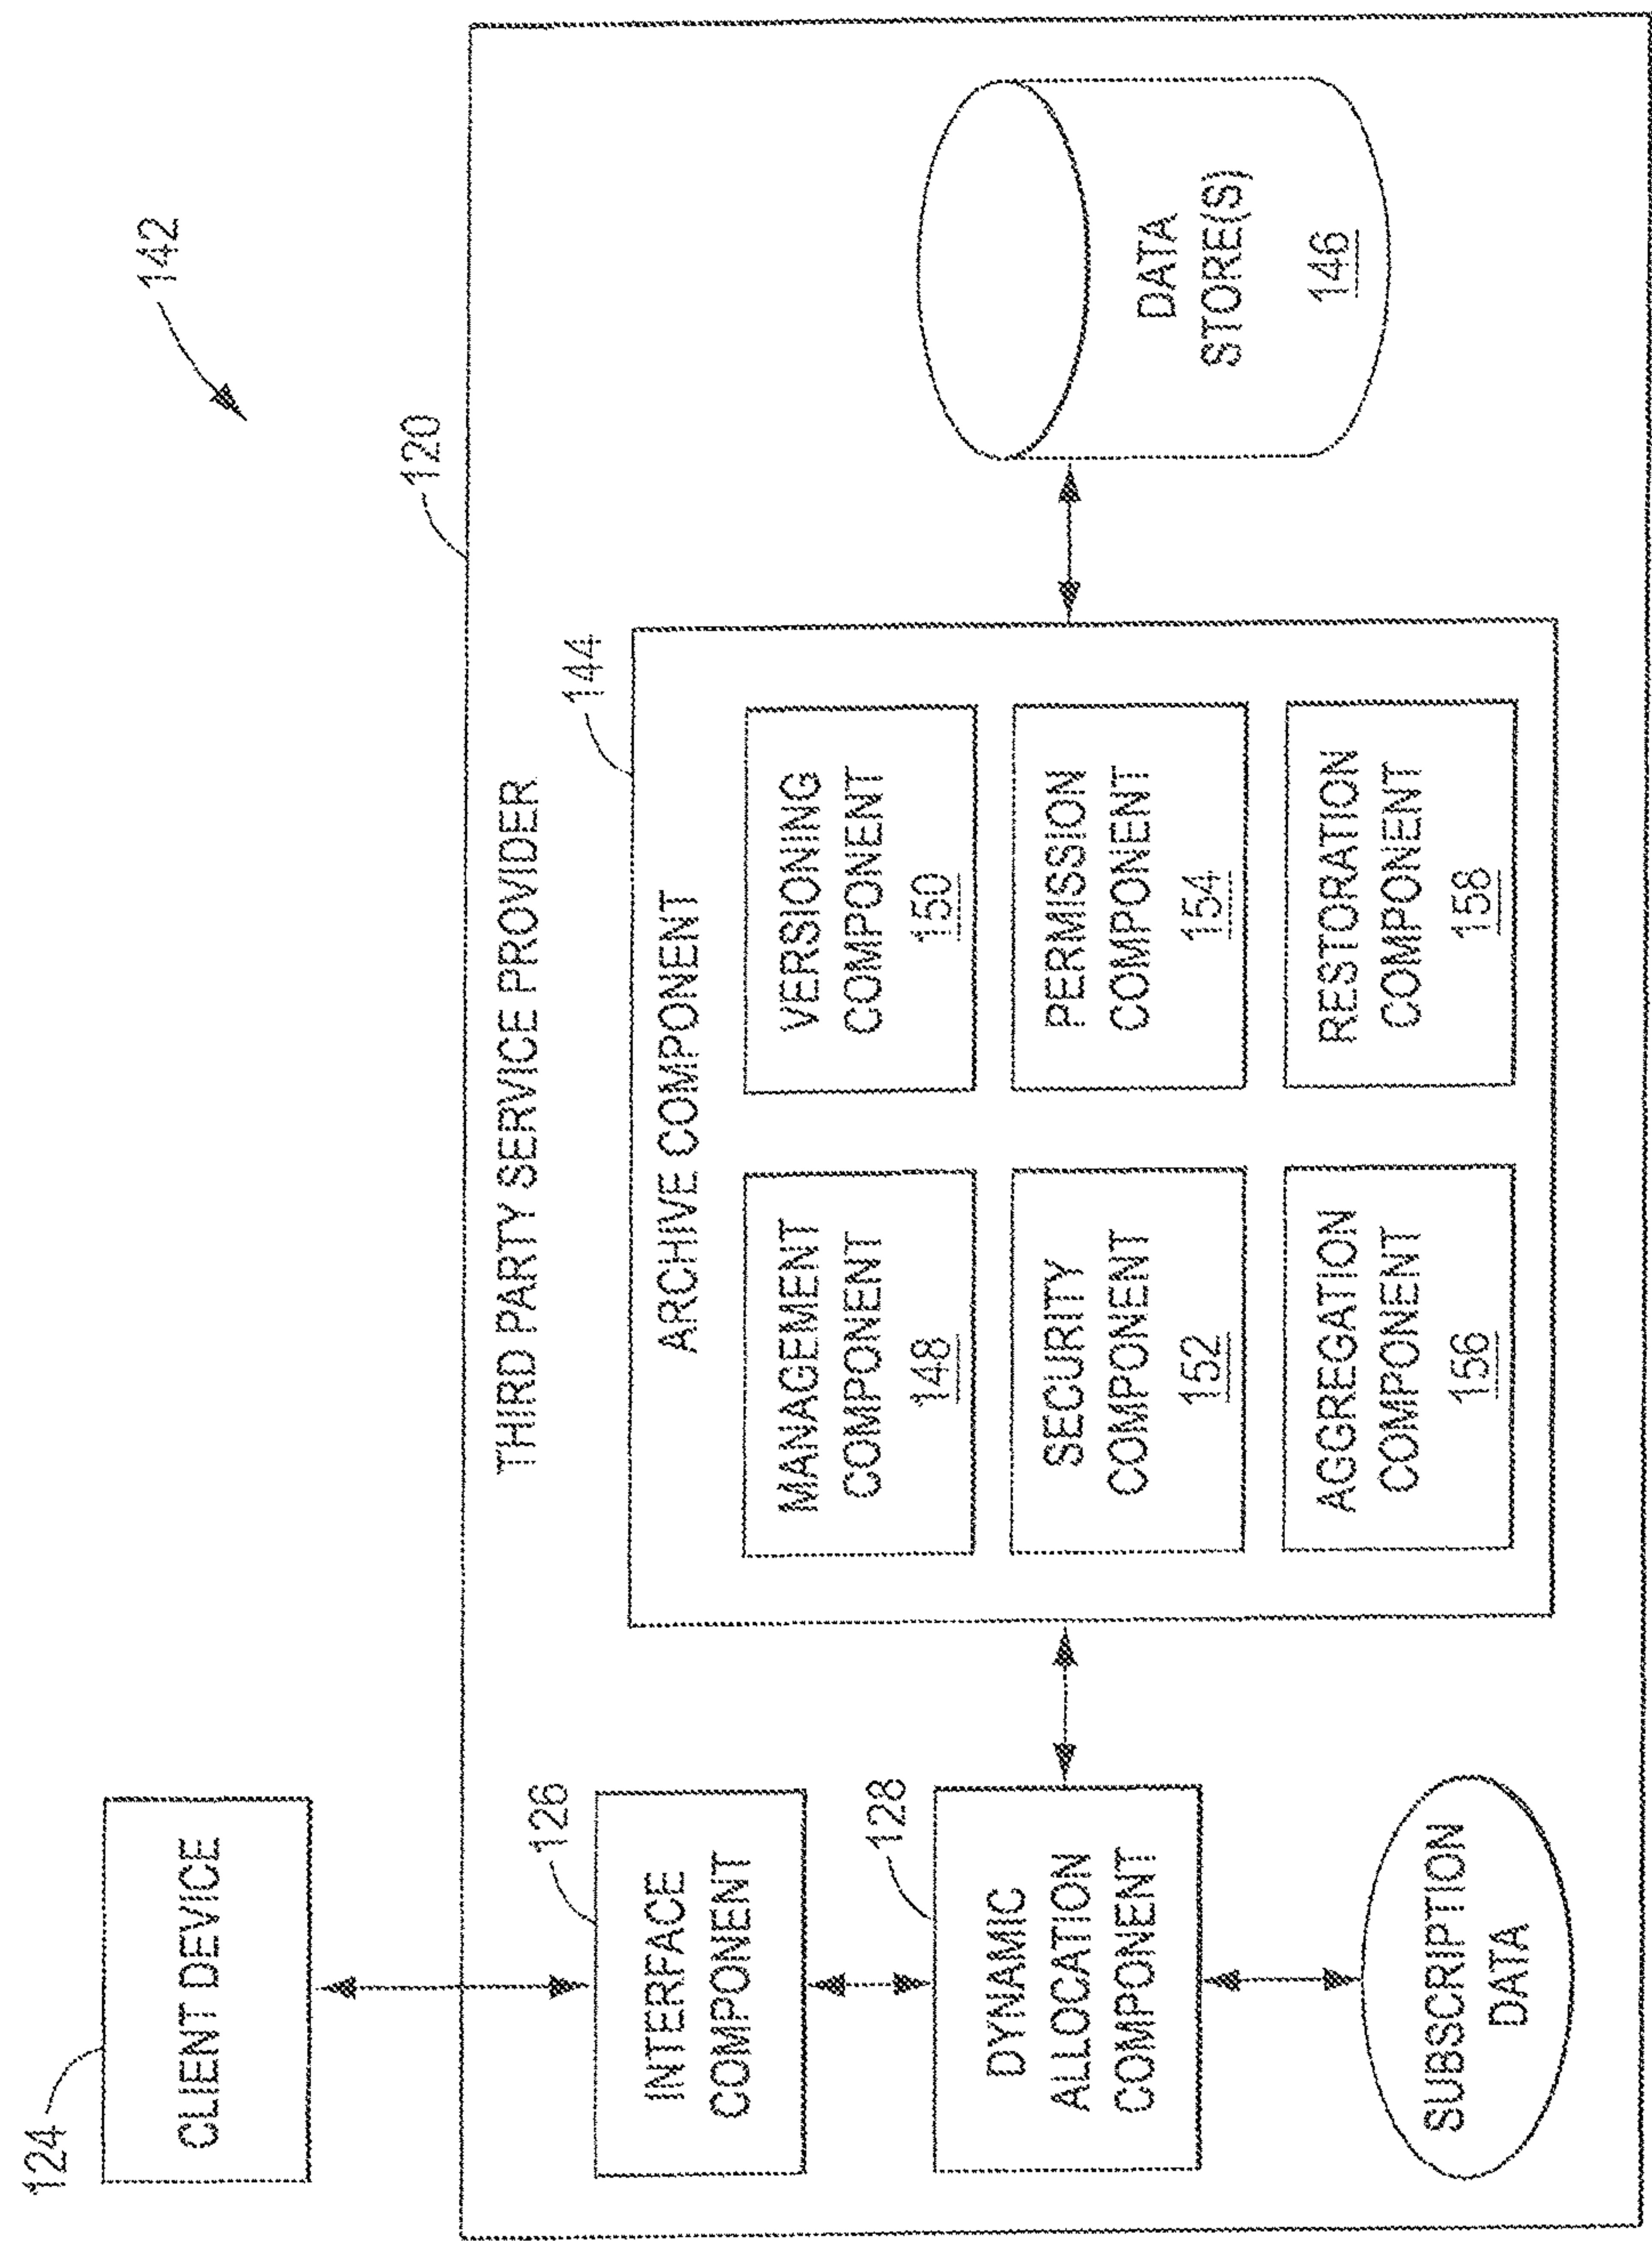 142
124
CLIENT DEVICE
120
THIRD PARTY SERVICE PROVIDER
126
INTERFACE
COMPONENT
128
DYNAMIC
ALLOCATION
COMPONENT
SUBSCRIPTION
DATA
144
ARCHIVE COMPONENT
MANAGEMENT
COMPONENT
148
VERSIONING
COMPONENT
150
SECURITY
COMPONENT
152
PERMISSION
COMPONENT
154
AGGREGATION
COMPONENT
156
RESTORATION
COMPONENT
158
DATA
STORE(S)
146